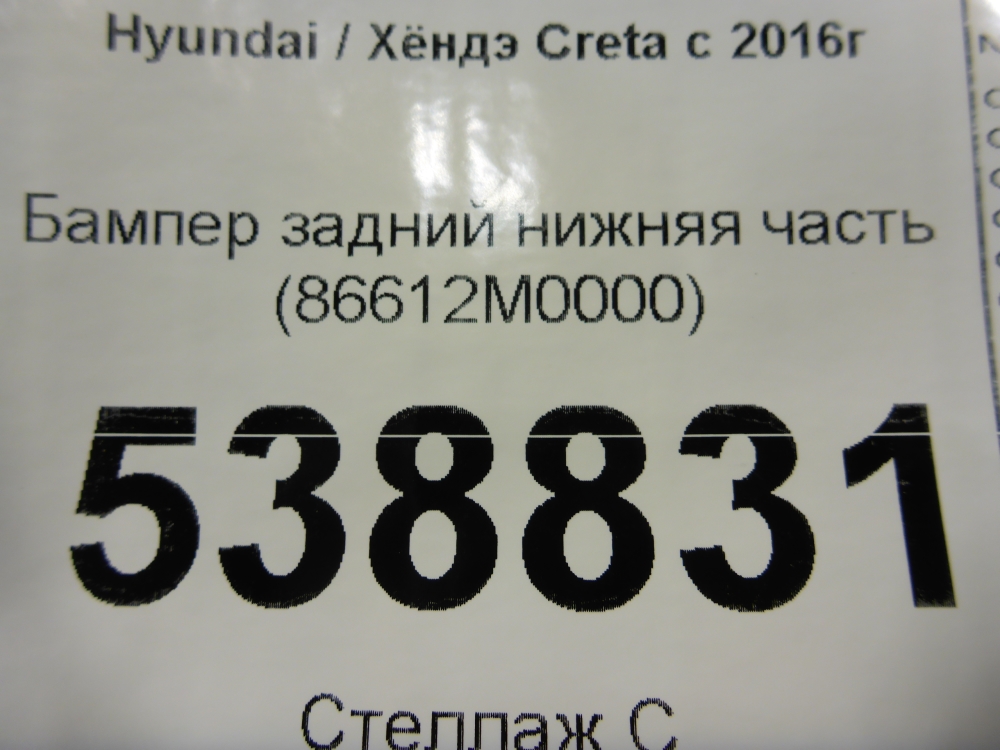 Hyundai / Хёндэ Creta с 2016г
Бампер задний нижняя часть
(86612M0000)
538831
Стеллаж С